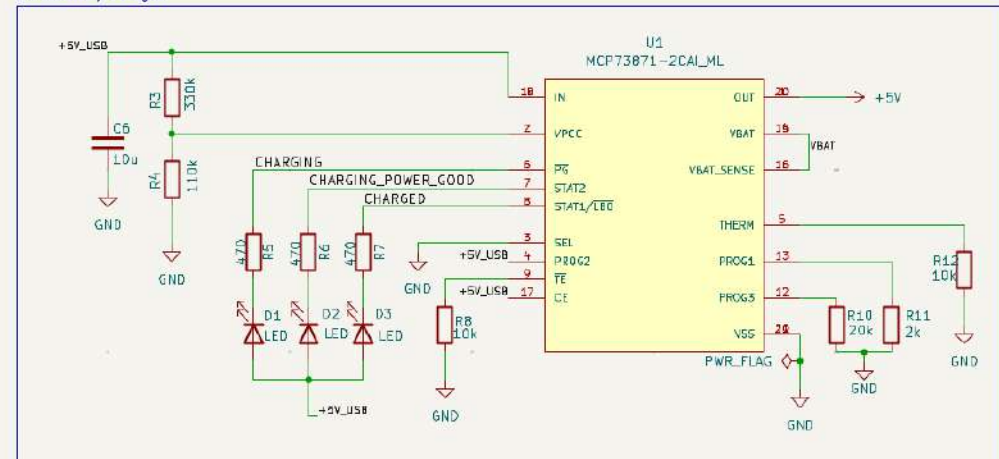 +5V_USB
U1
MCP73871-2CAI_ML
R3
330k
18
IN
OUT
20
+5V
C6
10u
2
VPCC
VBAT
VBAT
R4
110k
CHARGING
6
PG
VBAT_SENSE
16
CHARGING_POWER_GOOD
7
STAT2
CHARGED
8
STAT1/LBO
GND
THERM
5
470
R5
470
R6
470
R7
3
SEL
+5V_USB
4
PROG2
PROG1
13
R12
10k
GND
GND
9
TE
+5V_USB
17
CE
PROG3
12
D1
LED
D2
LED
D3
LED
R8
10k
R10
20k
R11
2k
VSS
PWR_FLAG
GND
GND
+5V_USB
GND
GND